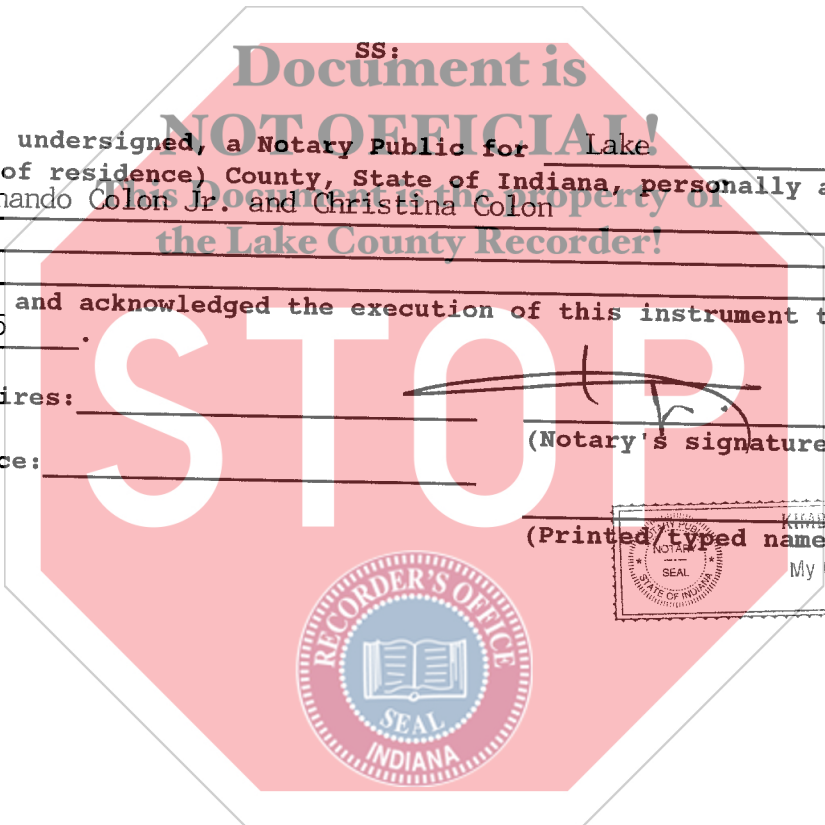 SS:
Document is
NOT OFFICIAL!
undersigned, a Notary Public for Lake
of residence) County, State of Indiana, personally a
This Document is the property of
nando Colon Jr. and Christina Colon
the Lake County Recorder!
and acknowledged the execution of this instrument t
STOP
ires:
(Notary's signature
ce:
(Printed/typed name
NOTARY PUBLIC
NOTARY
SEAL
STATE OF INDIANA
KIMB
My
RECORDER'S OFFICE
SEAL
INDIANA